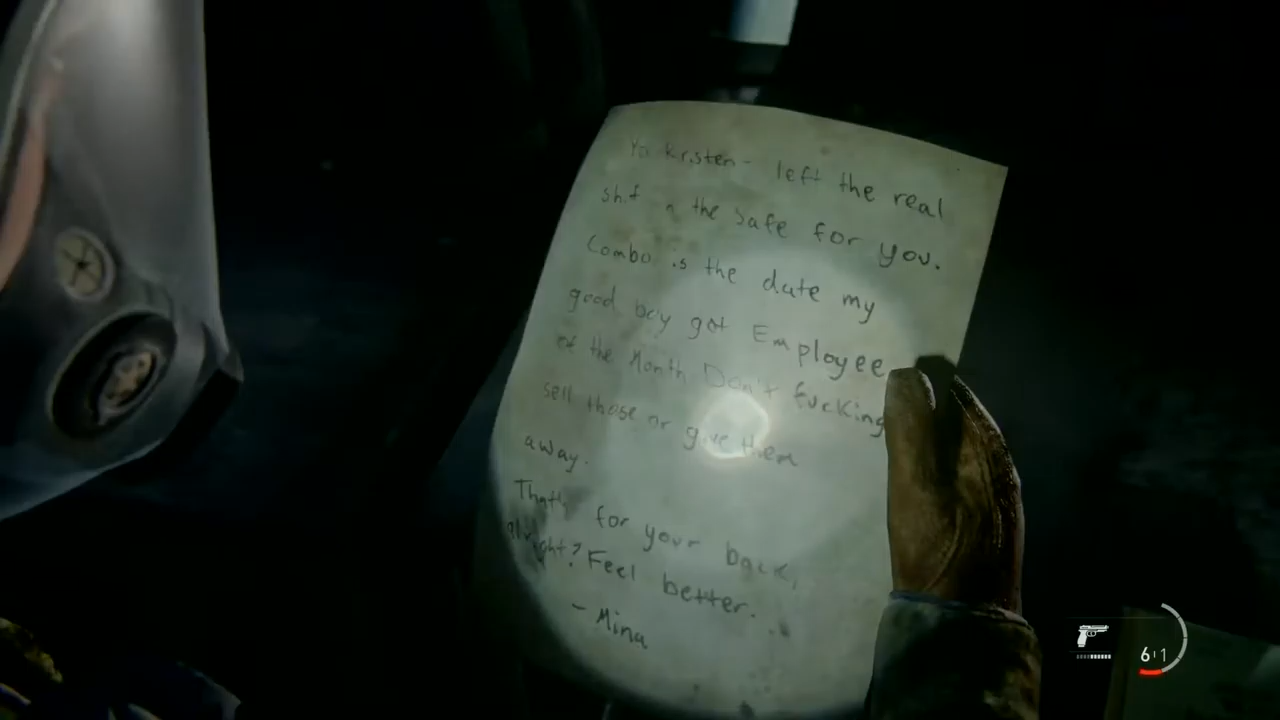 Yo Kristen- left the real
shit in the safe for you.
Combo is the date my
good boy got Employee
of the Month Don't fucking
sell those or give them
away.
That's for your back,
alright? Feel better.
- Mina
6 1